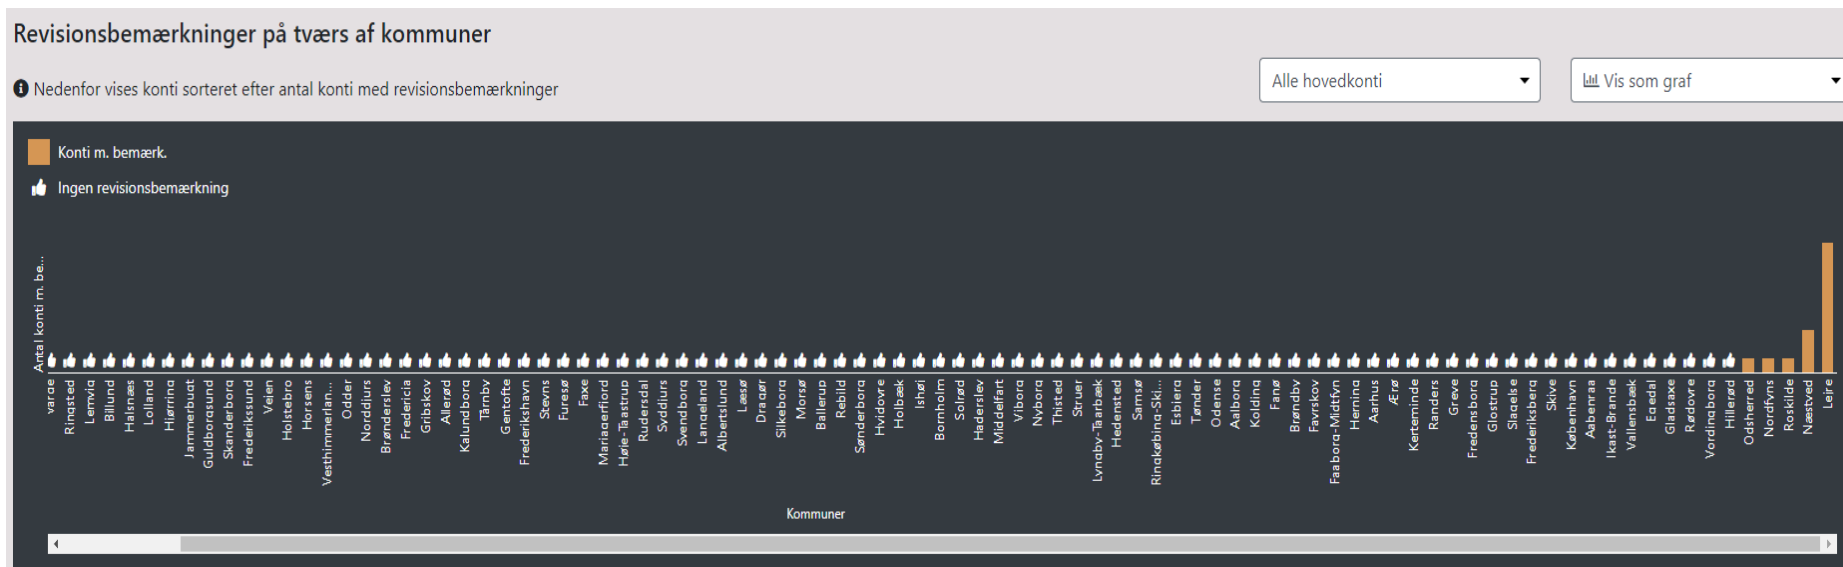 Revisionsbemærkninger på tværs af kommuner
Nedenfor vises konti sorteret efter antal konti med revisionsbemærkninger
Alle hovedkonti
Vis som graf
Konti m. bemærk.
Ingen revisionsbemærkning
Antal konti m. be...
Ringsted
Lemvig
Billund
Halsnæs
Lolland
Hjørring
Jammerbugt
Guldborgsund
Skanderborg
Frederikssund
Vejen
Holstebro
Horsens
Vesthimmerlan...
Odder
Norddjurs
Brønderslev
Fredericia
Gribskov
Allerød
Kalundborg
Tårnby
Gentofte
Frederikshavn
Stevns
Furesø
Faxe
Mariagerfjord
Høje-Taastrup
Rudersdal
Syddjurs
Svendborg
Langeland
Albertslund
Læsø
Dragør
Silkeborg
Morsø
Ballerup
Rebild
Sønderborg
Hvidovre
Holbæk
Ishøj
Bornholm
Solrød
Haderslev
Middelfart
Viborg
Nyborg
Thisted
Struer
Lyngby-Taarbæk
Hedensted
Samsø
Ringkøbing-Skj...
Esbjerg
Tønder
Odense
Aalborg
Kolding
Fanø
Brøndby
Favrskov
Faaborg-Midtfyn
Herning
Aarhus
Ærø
Kerteminde
Randers
Greve
Fredensborg
Glostrup
Slagelse
Frederiksberg
Skive
København
Aabenraa
Ikast-Brande
Vallensbæk
Egedal
Gladsaxe
Rødovre
Vordingborg
Hillerød
Odsherred
Nordfyns
Roskilde
Næstved
Lejre
Kommuner